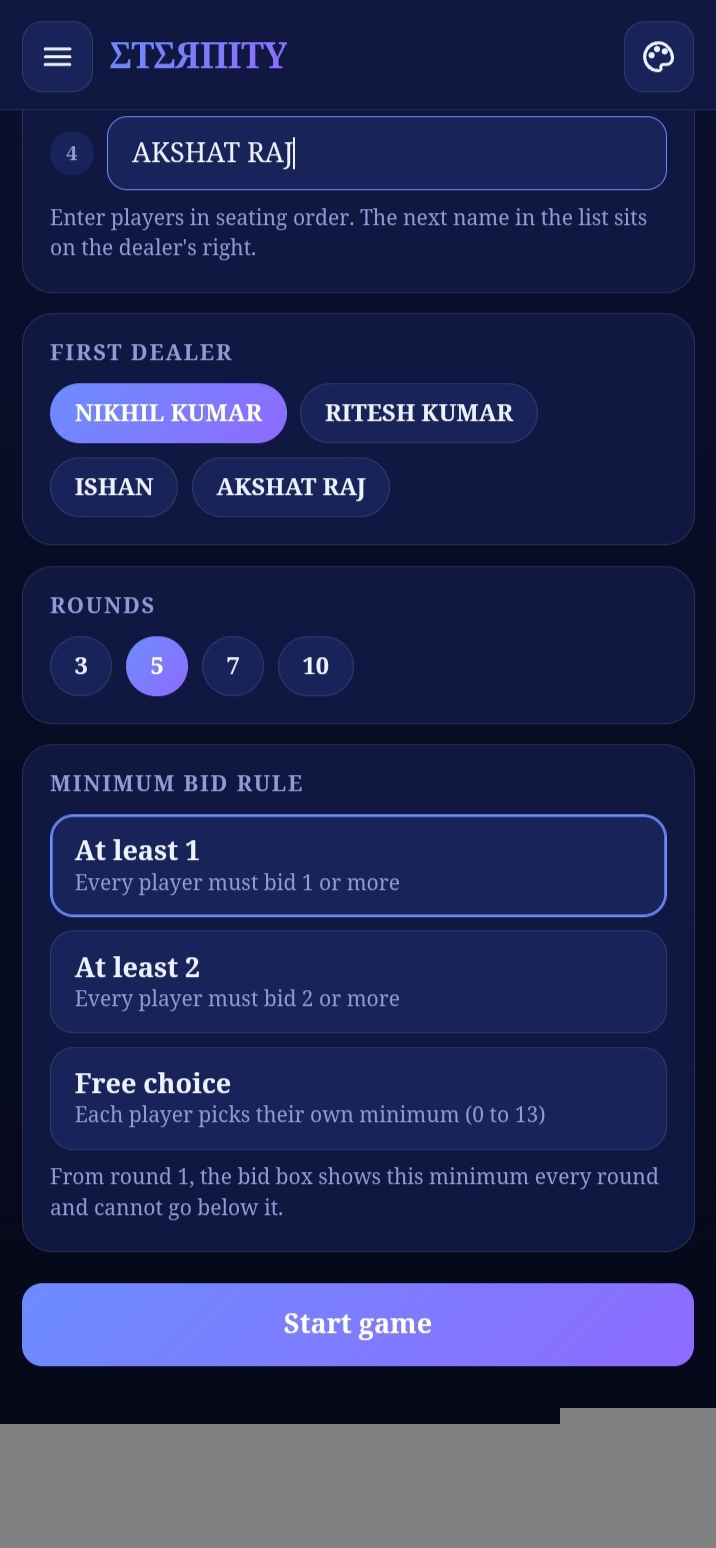 ΣTΣЯПITY
4
AKSHAT RAJ
Enter players in seating order. The next name in the list sits
on the dealer's right.
FIRST DEALER
NIKHIL KUMAR
RITESH KUMAR
ISHAN
AKSHAT RAJ
ROUNDS
3
5
7
10
MINIMUM BID RULE
At least 1
Every player must bid 1 or more
At least 2
Every player must bid 2 or more
Free choice
Each player picks their own minimum (0 to 13)
From round 1, the bid box shows this minimum every round
and cannot go below it.
Start game